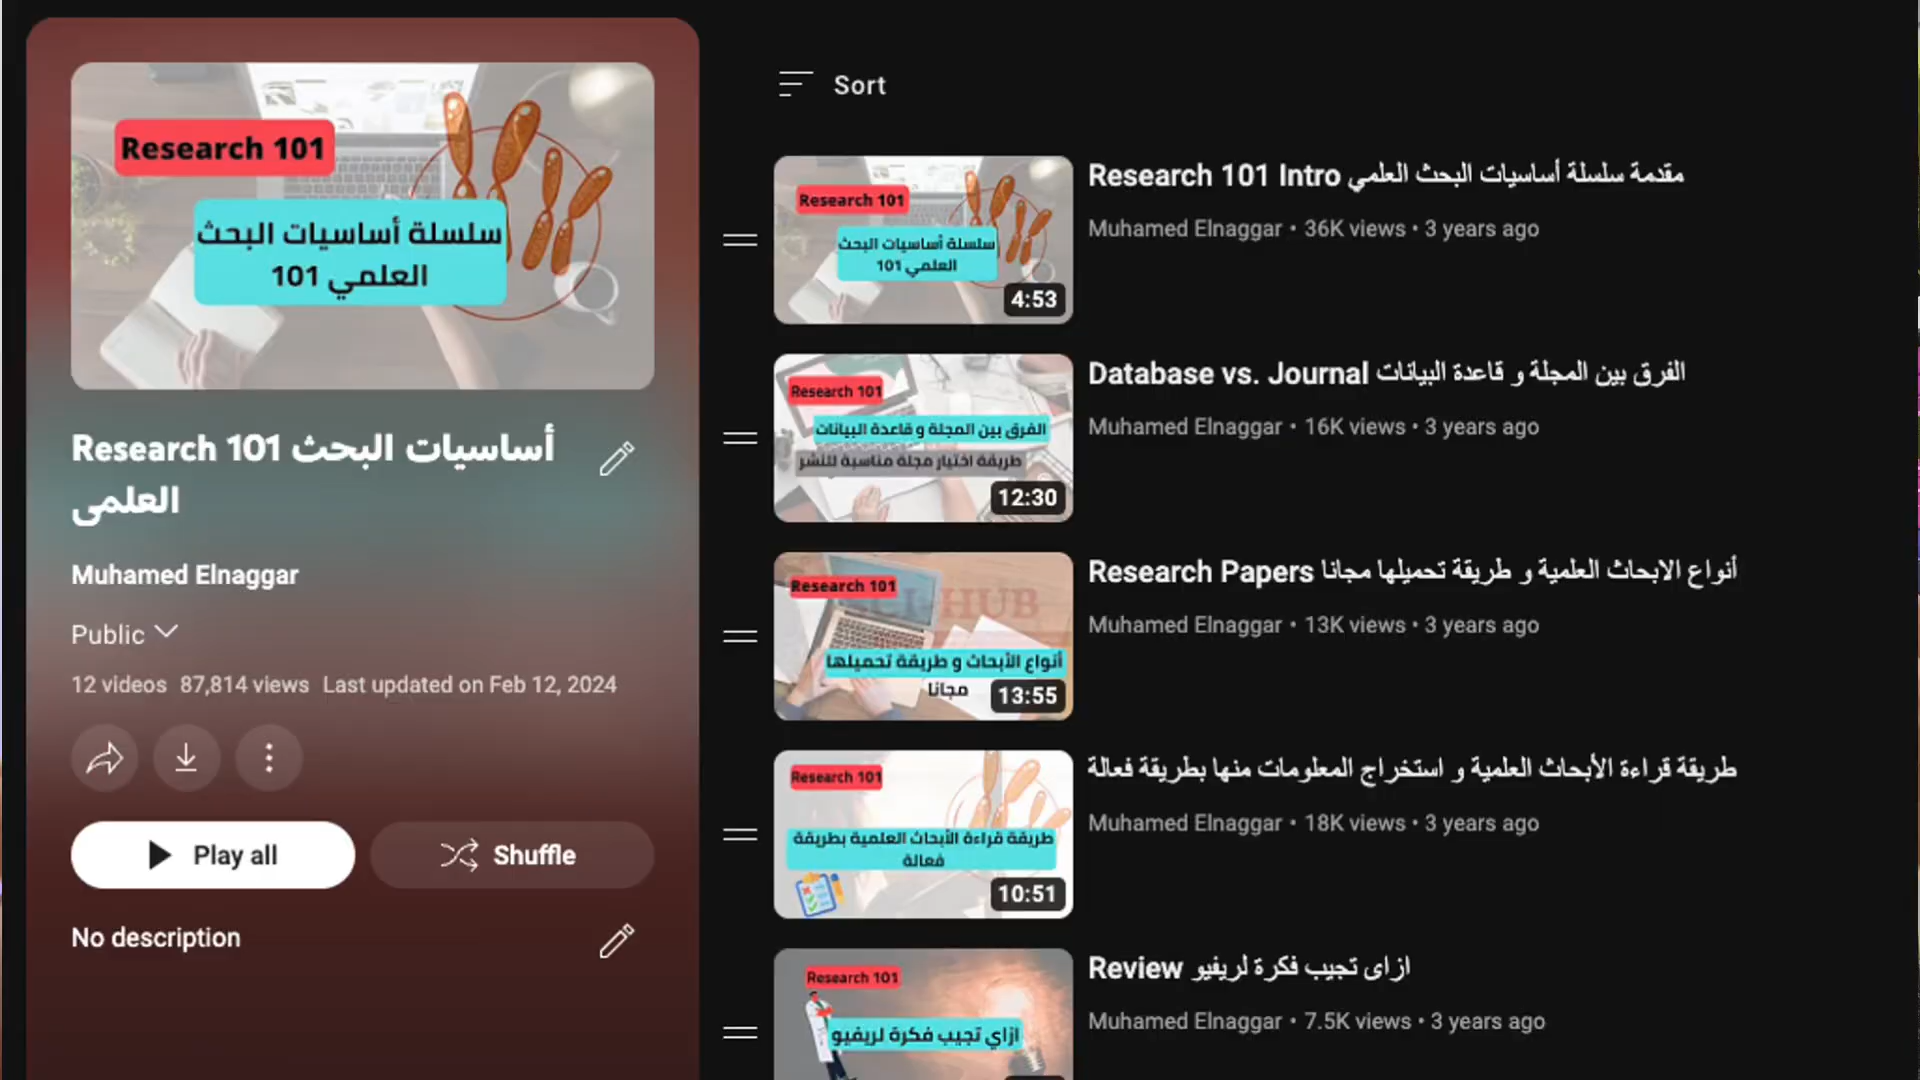 Research 101
سلسلة أساسيات البحث
العلمي 101
Research 101 أساسيات البحث
العلمى
Muhamed Elnaggar
Public
12 videos 87,814 views Last updated on Feb 12, 2024
Play all
Shuffle
No description
Sort
Research 101
سلسلة أساسيات البحث
العلمي 101
4:53
Research 101 Intro مقدمة سلسلة أساسيات البحث العلمي
Muhamed Elnaggar • 36K views • 3 years ago
Research 101
الفرق بين المجلة و قاعدة البيانات
طريقة اختيار مجلة مناسبة للنشر
12:30
Database vs. Journal الفرق بين المجلة و قاعدة البيانات
Muhamed Elnaggar • 16K views • 3 years ago
Research 101
SCI-HUB
أنواع الأبحاث و طريقة تحميلها
مجانا
13:55
Research Papers أنواع الابحاث العلمية و طريقة تحميلها مجانا
Muhamed Elnaggar • 13K views • 3 years ago
Research 101
طريقة قراءة الأبحاث العلمية بطريقة
فعالة
10:51
طريقة قراءة الأبحاث العلمية و استخراج المعلومات منها بطريقة فعالة
Muhamed Elnaggar • 18K views • 3 years ago
Research 101
ازاي تجيب فكرة لريفيو
Review ازاى تجيب فكرة لريفيو
Muhamed Elnaggar • 7.5K views • 3 years ago